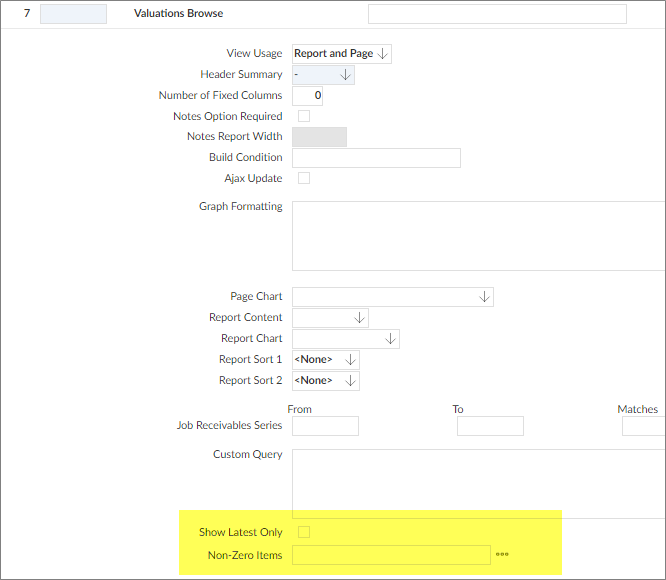 7 Valuations Browse
View Usage Report and Page
Header Summary -
Number of Fixed Columns 0
Notes Option Required
Notes Report Width
Build Condition
Ajax Update
Graph Formatting
Page Chart
Report Content
Report Chart
Report Sort 1 <None>
Report Sort 2 <None>
From To Matches
Job Receivables Series
Custom Query
Show Latest Only
Non-Zero Items